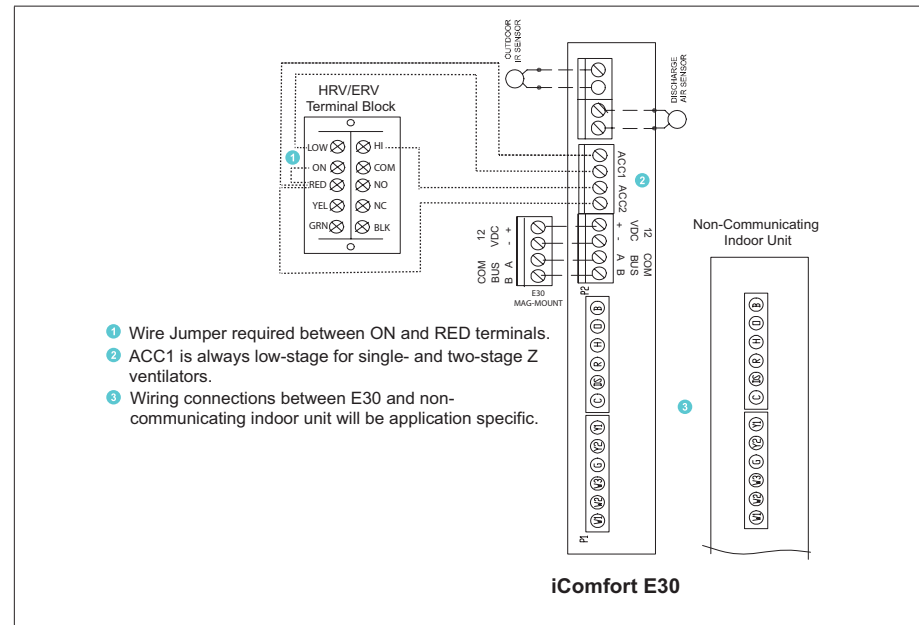 OUTDOOR
IR SENSOR
DISCHARGE
AIR SENSOR
HRV/ERV
Terminal Block
LOW
HI
1
ON
COM
RED
NO
YEL
NC
GRN
BLK
ACC1
ACC2
2
12
VDC
+
-
COM
BUS
A
B
E30
MAG-MOUNT
+
-
A
B
VDC
12
BUS
COM
P2
B
D
H
R
DS
C
Y1
Y2
G
W3
W2
W1
P1
iComfort E30
Non-Communicating
Indoor Unit
B
D
H
R
DS
C
Y1
Y2
G
W3
W2
W1
3
1 Wire Jumper required between ON and RED terminals.
2 ACC1 is always low-stage for single- and two-stage Z
ventilators.
3 Wiring connections between E30 and non-
communicating indoor unit will be application specific.